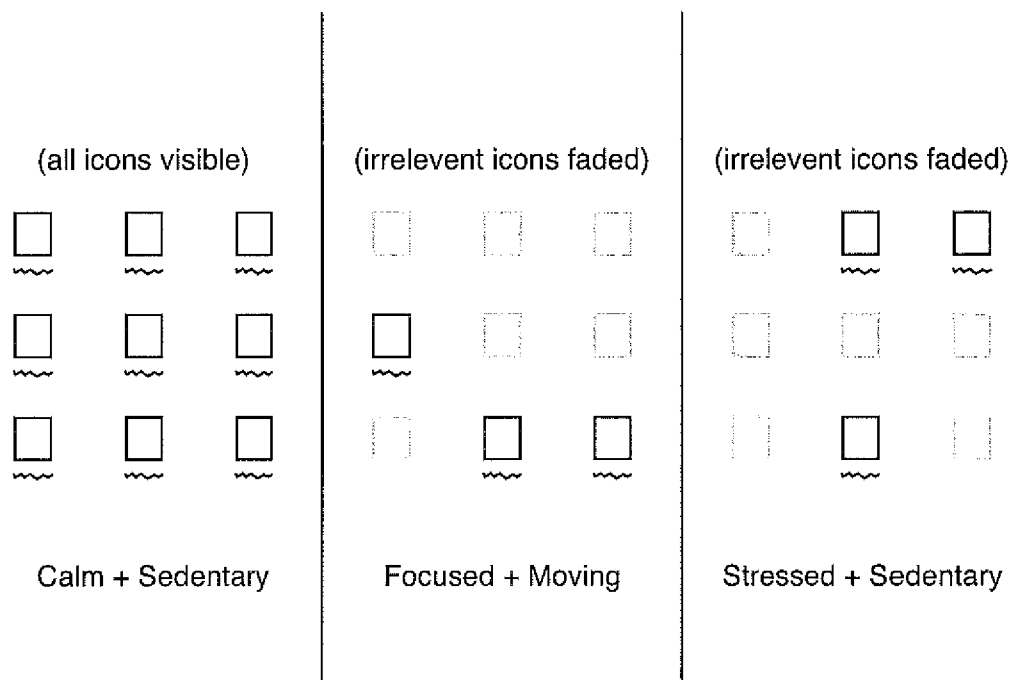 (all icons visible)
(irrelevent icons faded)
(irrelevent icons faded)
Calm + Sedentary
Focused + Moving
Stressed + Sedentary